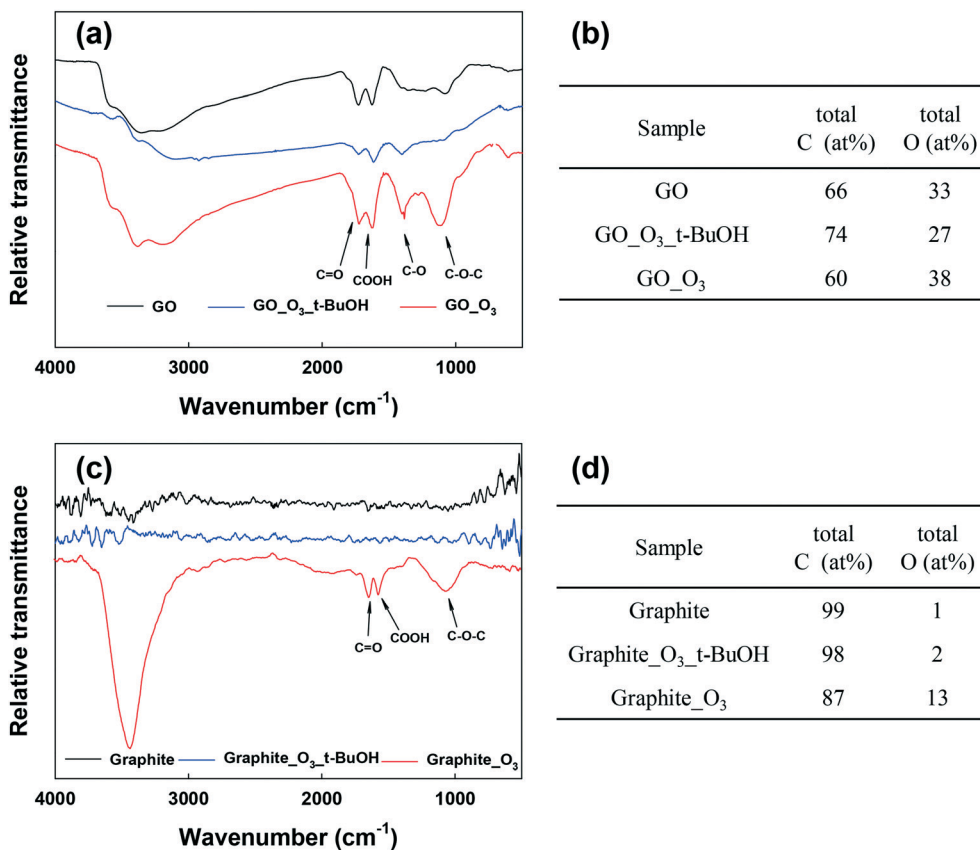 (a)
Relative transmittance
C=O
COOH
C-O
C-O-C
GO GO_O₃_t-BuOH GO_O₃
4000 3000 2000 1000
Wavenumber (cm⁻¹)
(b)
Sample total C (at%) total O (at%)
GO 66 33
GO_O₃_t-BuOH 74 27
GO_O₃ 60 38
(c)
Relative transmittance
C=O
COOH
C-O-C
Graphite Graphite_O₃_t-BuOH Graphite_O₃
4000 3000 2000 1000
Wavenumber (cm⁻¹)
(d)
Sample total C (at%) total O (at%)
Graphite 99 1
Graphite_O₃_t-BuOH 98 2
Graphite_O₃ 87 13